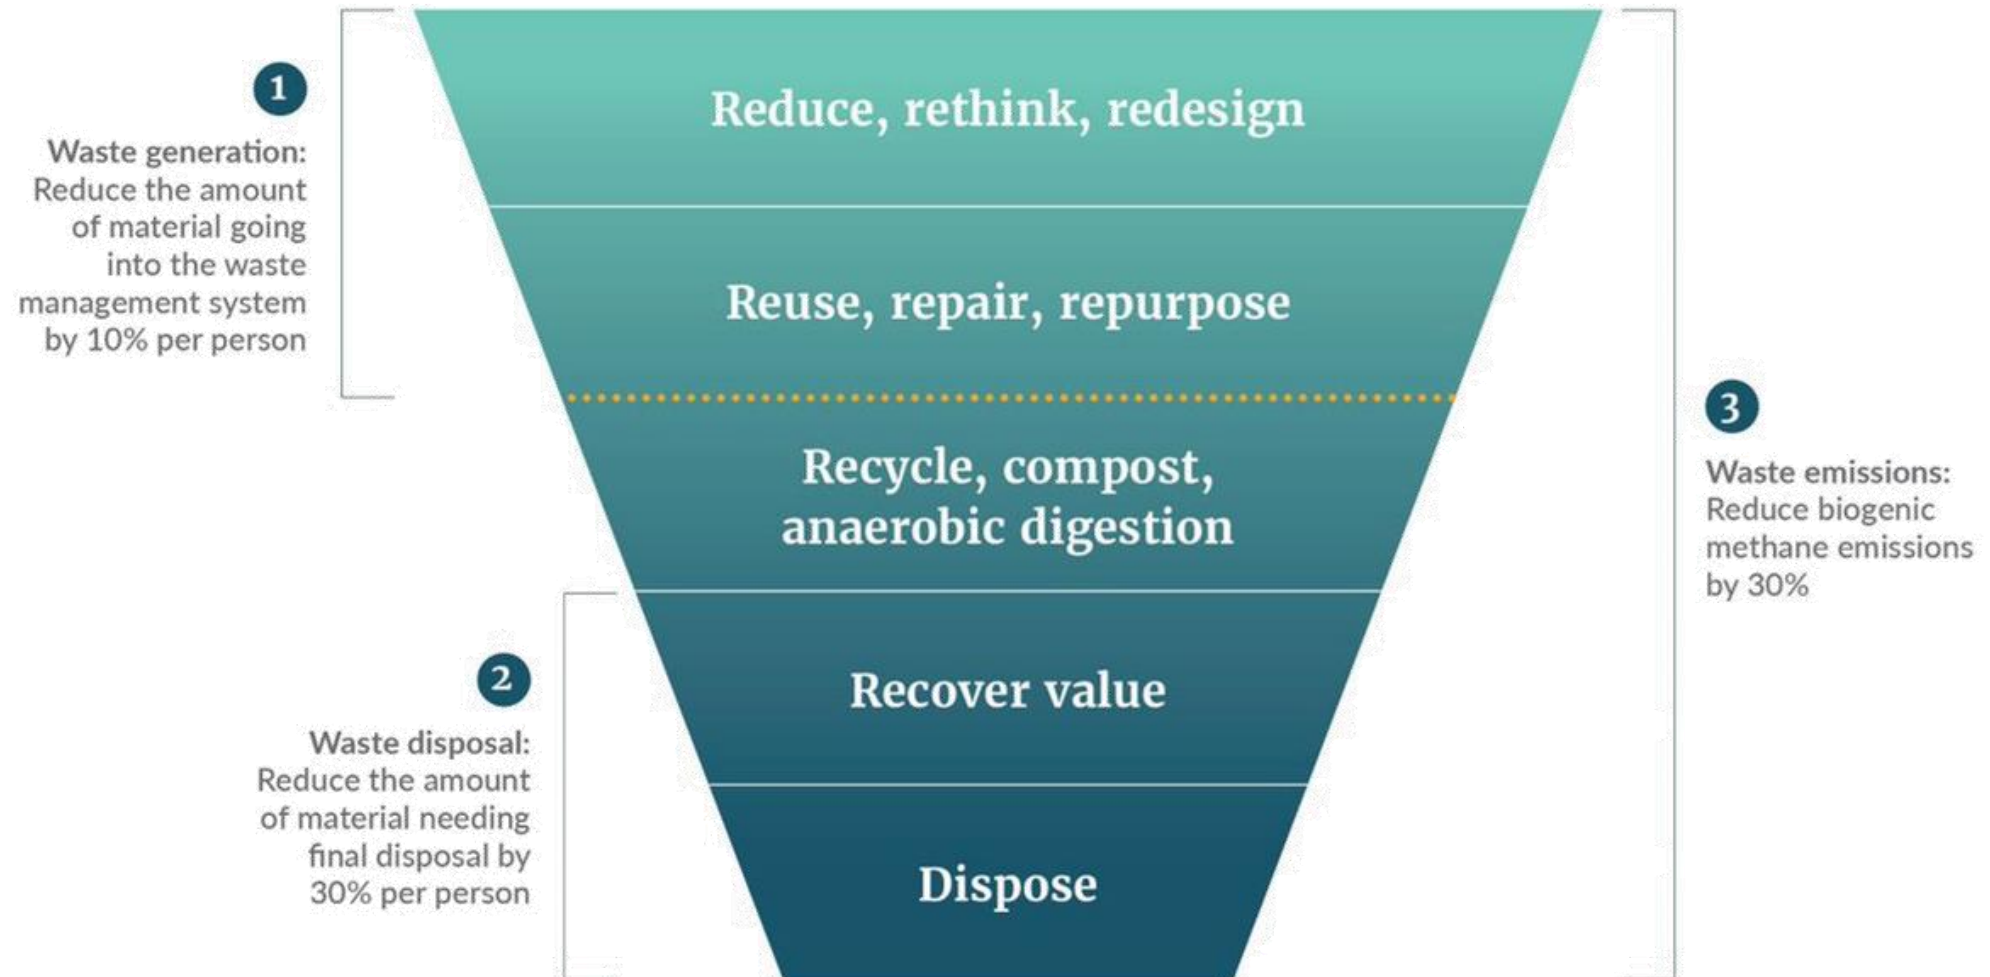 1
Waste generation:
Reduce the amount
of material going
into the waste
management system
by 10% per person
Reduce, rethink, redesign
Reuse, repair, repurpose
Recycle, compost,
anaerobic digestion
Recover value
Dispose
2
Waste disposal:
Reduce the amount
of material needing
final disposal by
30% per person
3
Waste emissions:
Reduce biogenic
methane emissions
by 30%